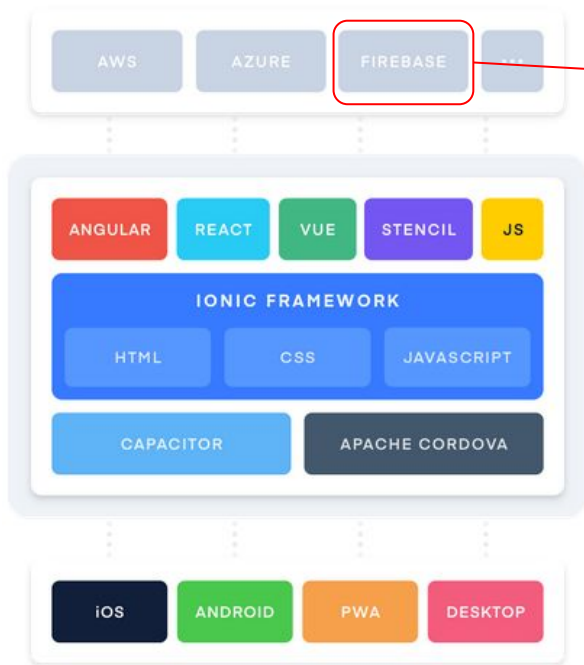 AWS AZURE FIREBASE ...
ANGULAR REACT VUE STENCIL JS
IONIC FRAMEWORK
HTML CSS JAVASCRIPT
CAPACITOR APACHE CORDOVA
iOS ANDROID PWA DESKTOP